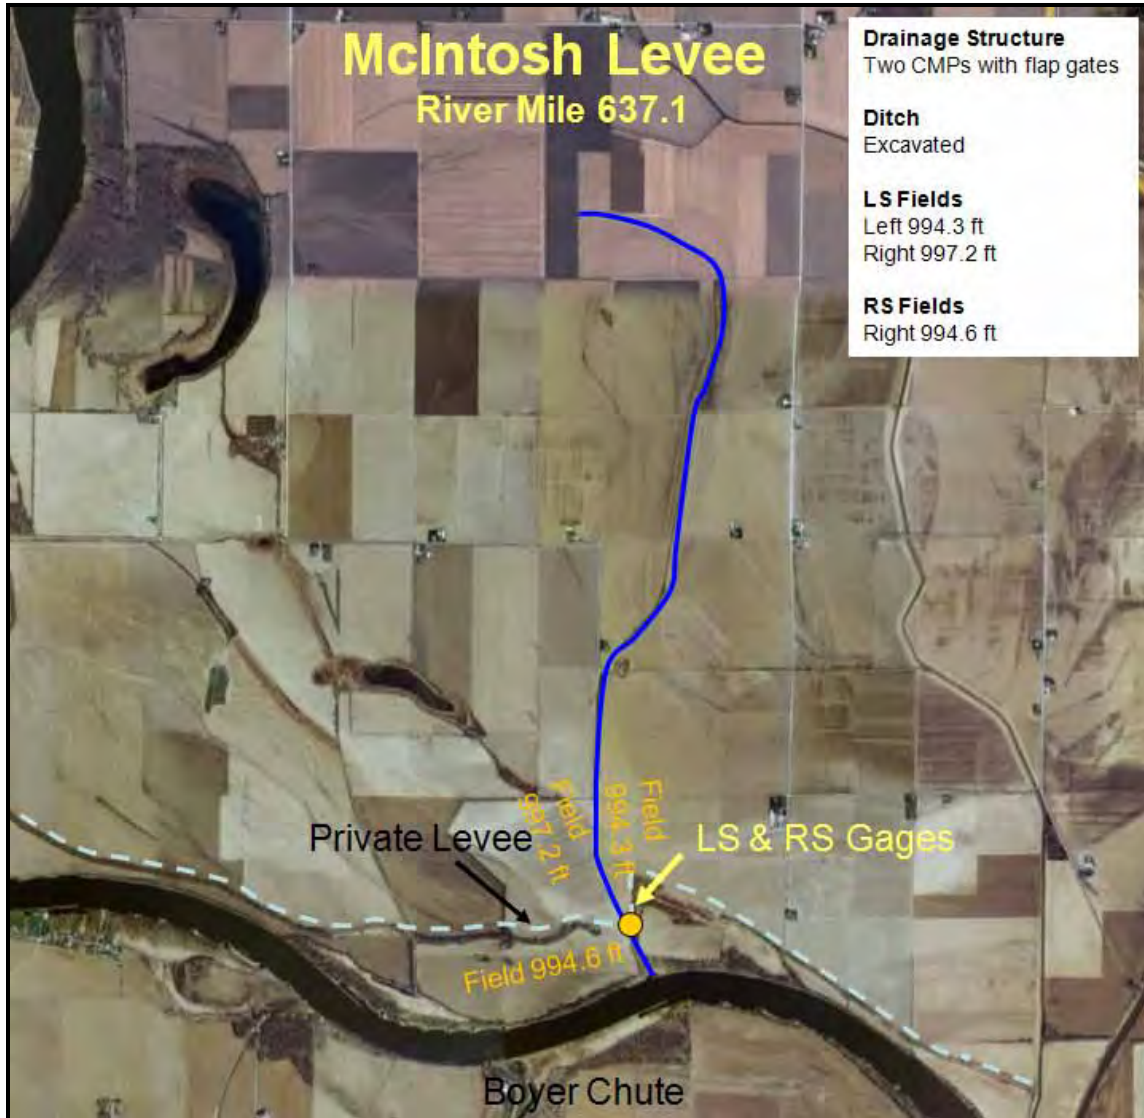 McIntosh Levee
River Mile 637.1
Drainage Structure
Two CMPs with flap gates
Ditch
Excavated
LS Fields
Left 994.3 ft
Right 997.2 ft
RS Fields
Right 994.6 ft
Field
997.2 ft
Field
994.3 ft
Private Levee
LS & RS Gages
Field 994.6 ft
Boyer Chute